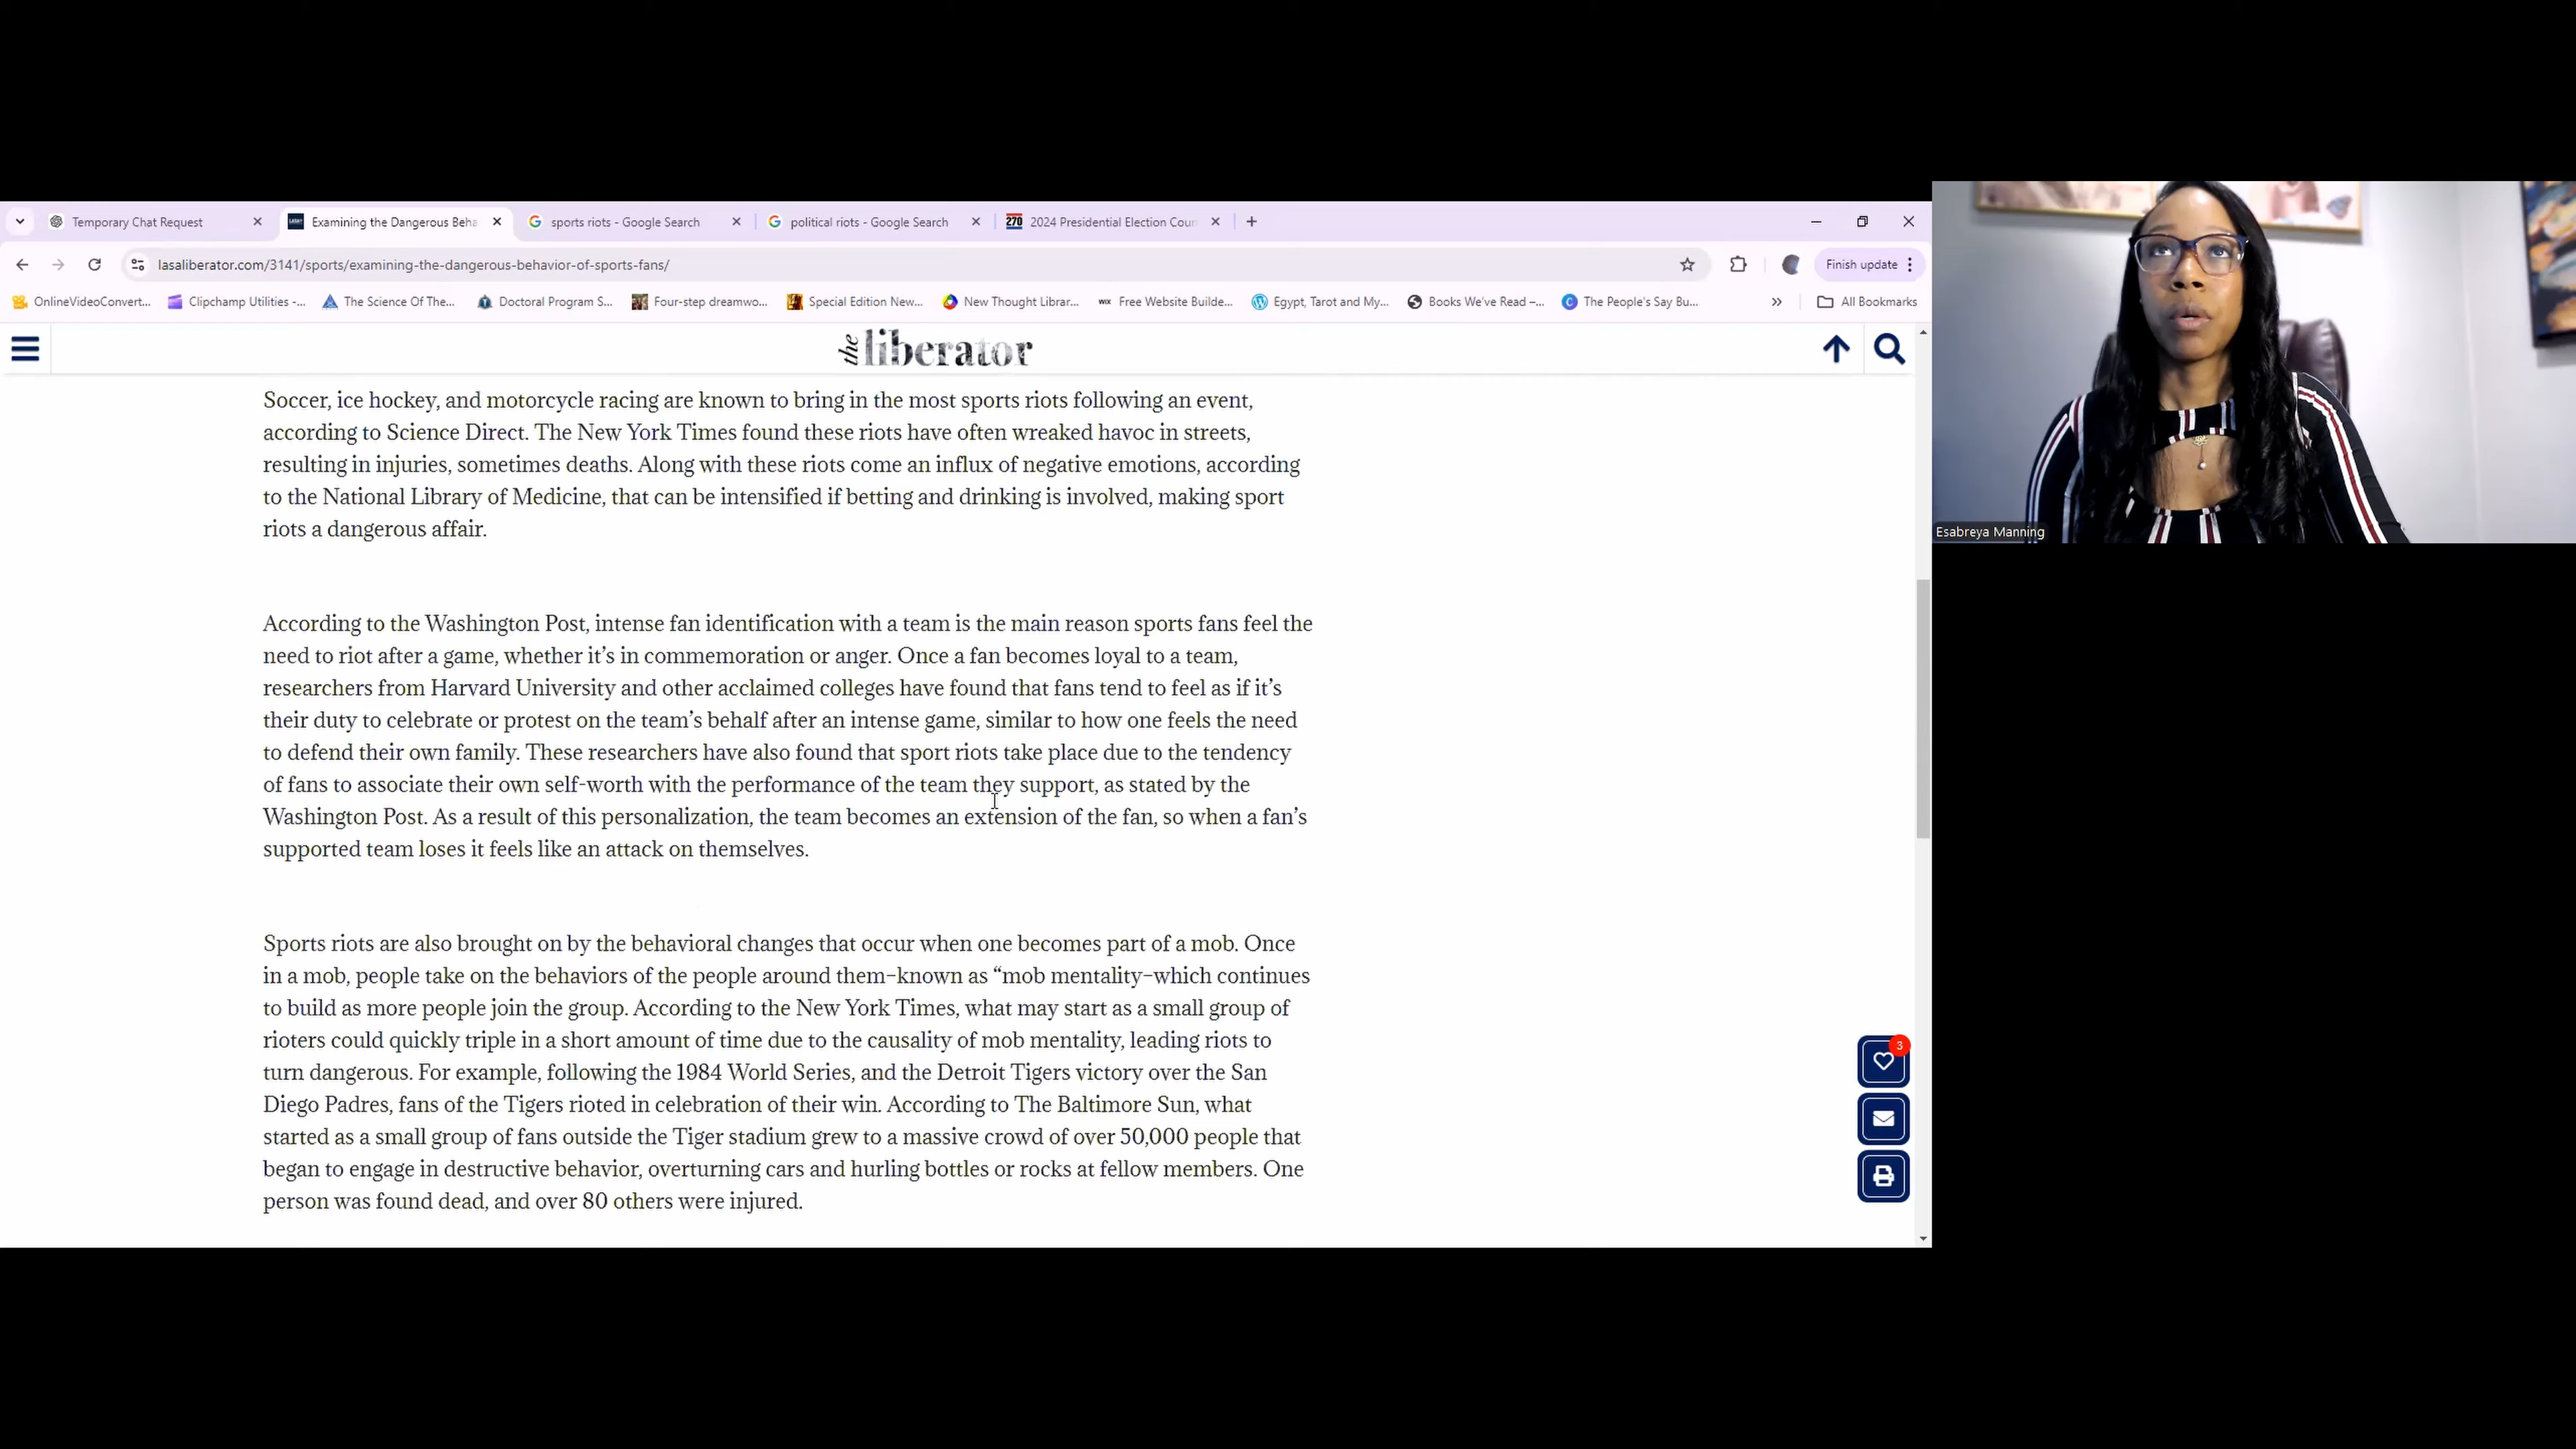 Temporary Chat Request
Examining the Dangerous Beha
sports riots - Google Search
political riots - Google Search
270
2024 Presidential Election Coun
lasaliberator.com/3141/sports/examining-the-dangerous-behavior-of-sports-fans/
Finish update
OnlineVideoConvert...
Clipchamp Utilities -...
The Science Of The...
Doctoral Program S...
Four-step dreamwo...
Special Edition New...
New Thought Librar...
WIX
Free Website Builde...
Egypt, Tarot and My...
Books We've Read –...
The People's Say Bu...
All Bookmarks
the liberator
Soccer, ice hockey, and motorcycle racing are known to bring in the most sports riots following an event,
according to Science Direct. The New York Times found these riots have often wreaked havoc in streets,
resulting in injuries, sometimes deaths. Along with these riots come an influx of negative emotions, according
to the National Library of Medicine, that can be intensified if betting and drinking is involved, making sport
riots a dangerous affair.
According to the Washington Post, intense fan identification with a team is the main reason sports fans feel the
need to riot after a game, whether it's in commemoration or anger. Once a fan becomes loyal to a team,
researchers from Harvard University and other acclaimed colleges have found that fans tend to feel as if it's
their duty to celebrate or protest on the team's behalf after an intense game, similar to how one feels the need
to defend their own family. These researchers have also found that sport riots take place due to the tendency
of fans to associate their own self-worth with the performance of the team they support, as stated by the
Washington Post. As a result of this personalization, the team becomes an extension of the fan, so when a fan's
supported team loses it feels like an attack on themselves.
Sports riots are also brought on by the behavioral changes that occur when one becomes part of a mob. Once
in a mob, people take on the behaviors of the people around them–known as “mob mentality–which continues
to build as more people join the group. According to the New York Times, what may start as a small group of
rioters could quickly triple in a short amount of time due to the causality of mob mentality, leading riots to
turn dangerous. For example, following the 1984 World Series, and the Detroit Tigers victory over the San
Diego Padres, fans of the Tigers rioted in celebration of their win. According to The Baltimore Sun, what
started as a small group of fans outside the Tiger stadium grew to a massive crowd of over 50,000 people that
began to engage in destructive behavior, overturning cars and hurling bottles or rocks at fellow members. One
person was found dead, and over 80 others were injured.
3
Esabreya Manning